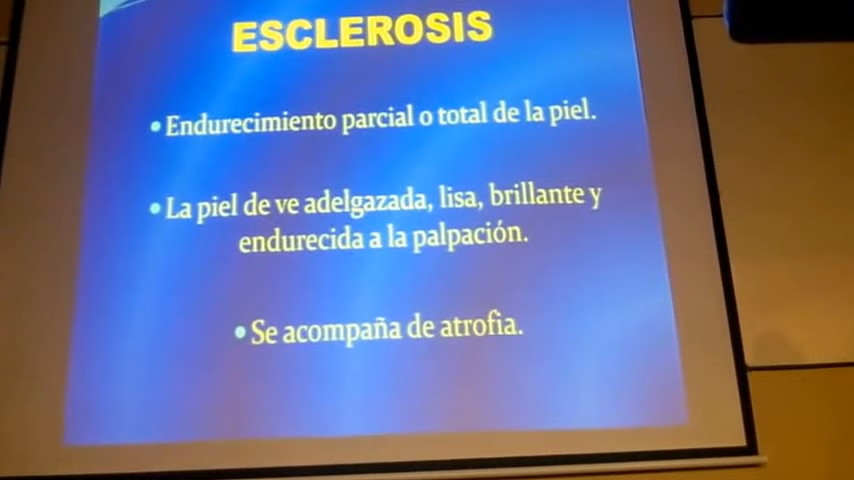 ESCLEROSIS
• Endurecimiento parcial o total de la piel.
• La piel de ve adelgazada, lisa, brillante y
endurecida a la palpación.
• Se acompaña de atrofia.